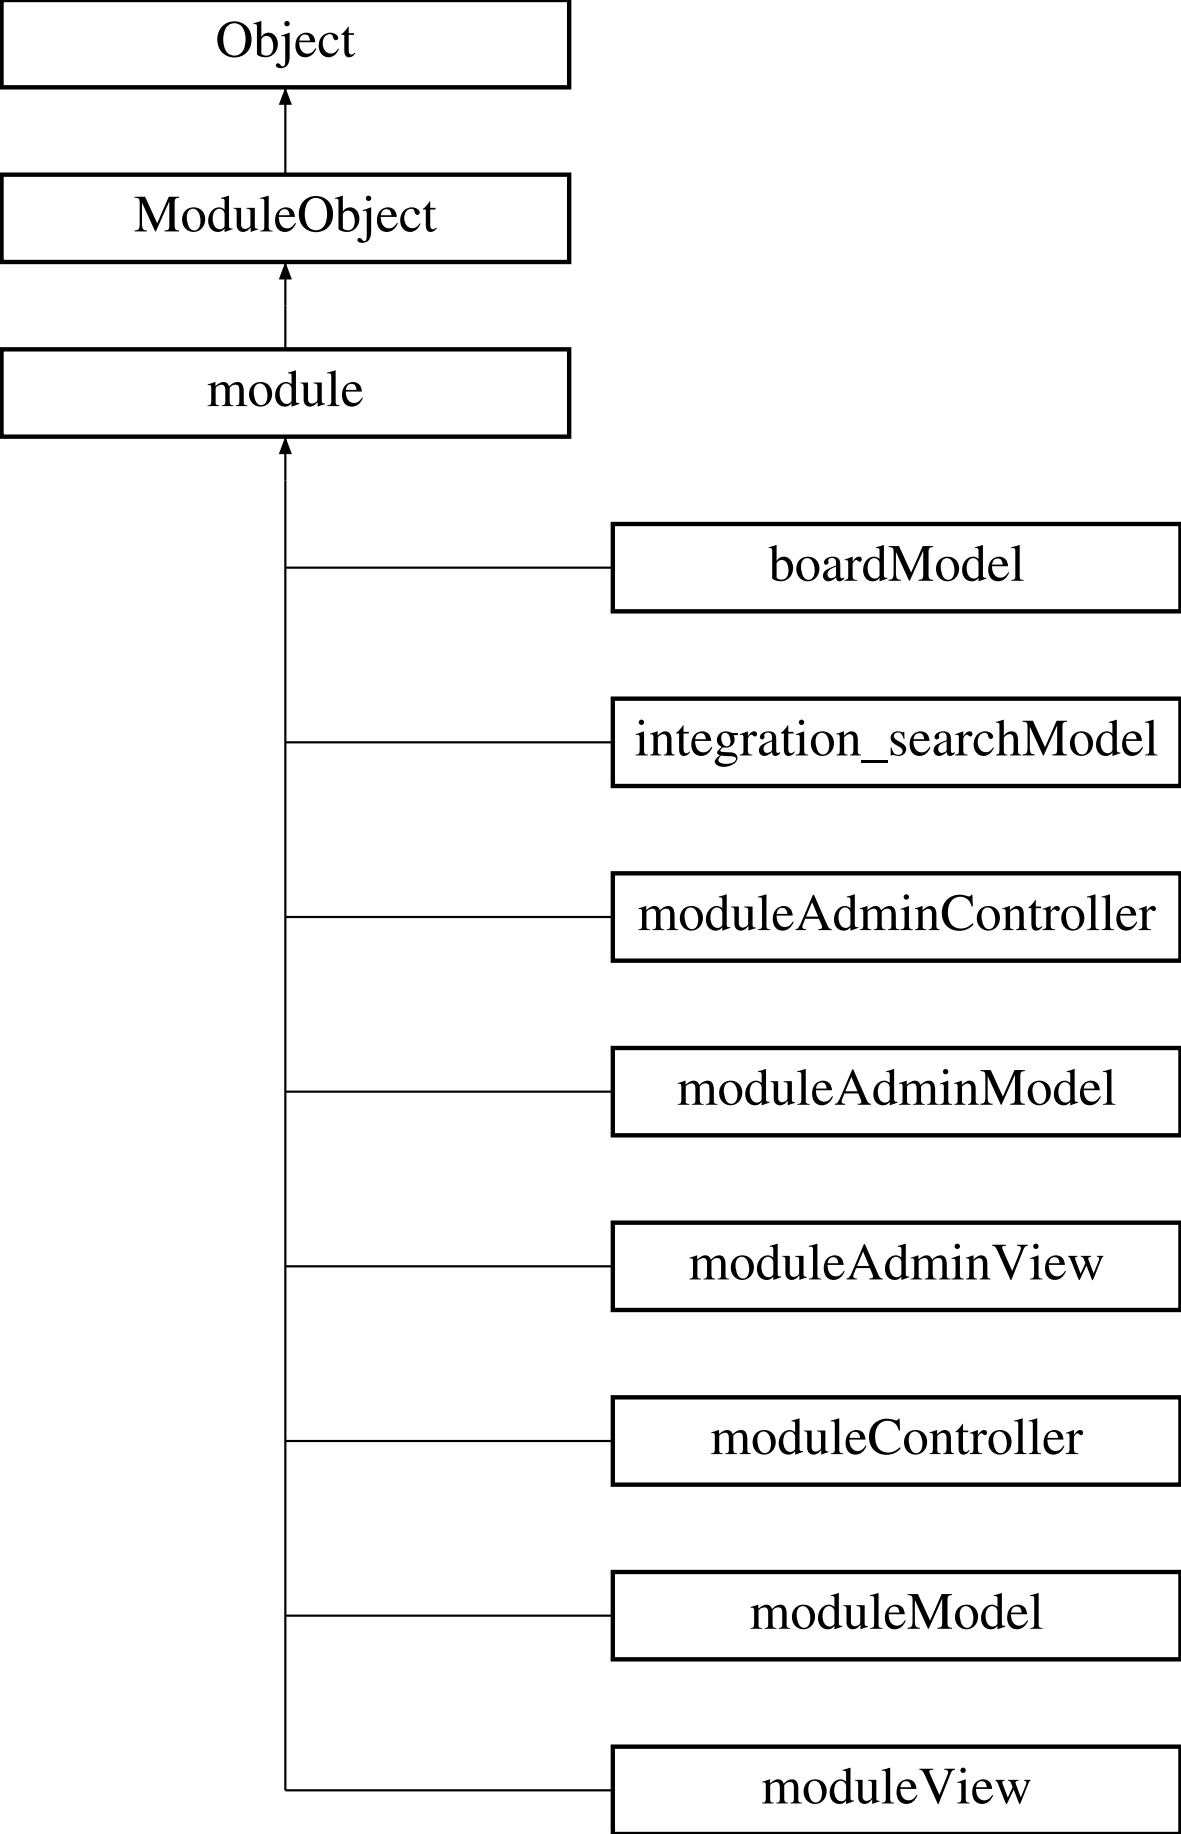 Object
ModuleObject
module
boardModel
integration_searchModel
moduleAdminController
moduleAdminModel
moduleAdminView
moduleController
moduleModel
moduleView